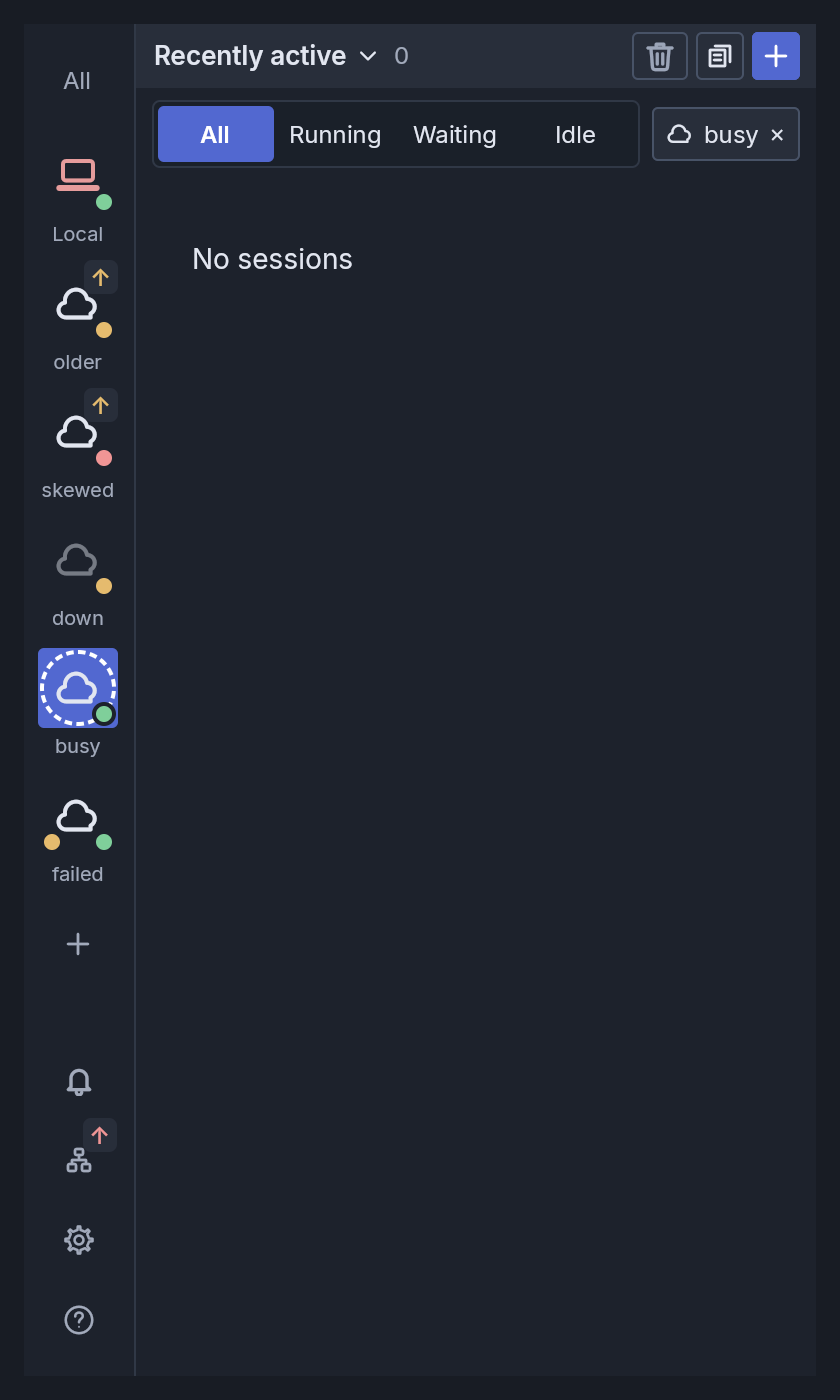 All
Local
older
skewed
down
busy
failed
Recently active 0
All Running Waiting Idle
busy ×
No sessions